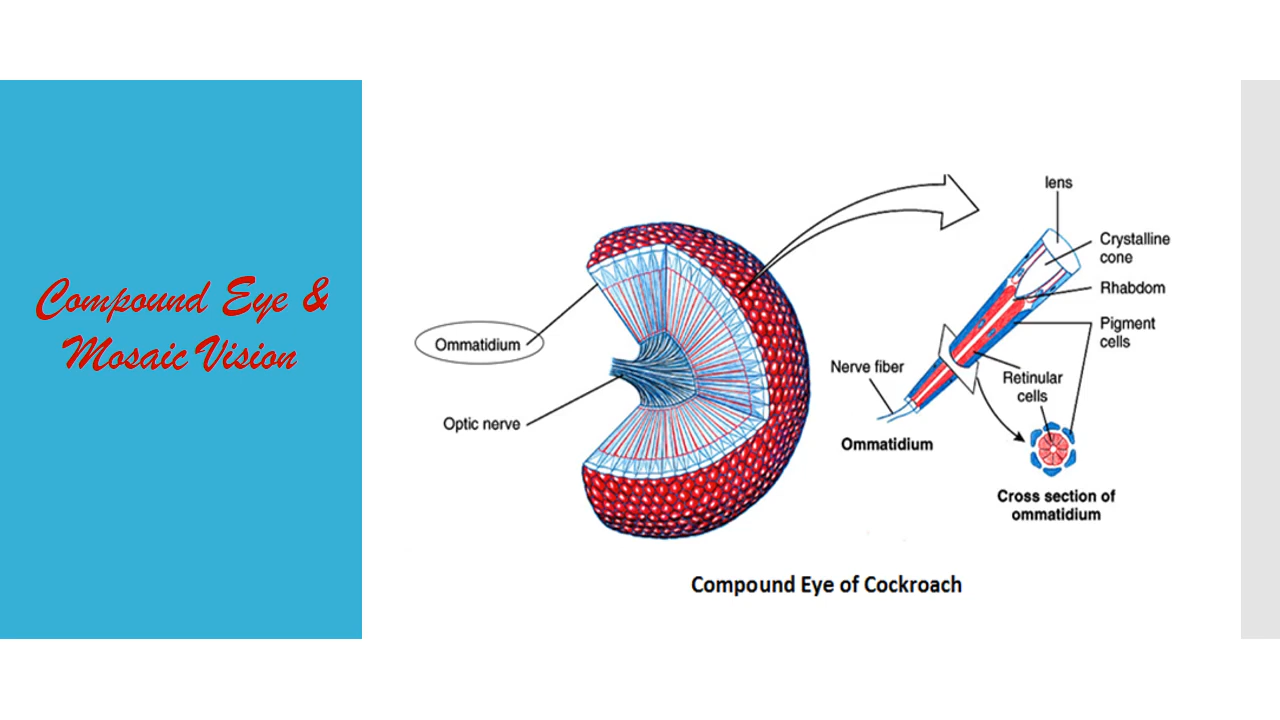 Compound Eye &
Mosaic Vision
Ommatidium
Optic nerve
lens
Crystalline
cone
Rhabdom
Pigment
cells
Nerve fiber
Retinular
cells
Ommatidium
Cross section of
ommatidium
Compound Eye of Cockroach